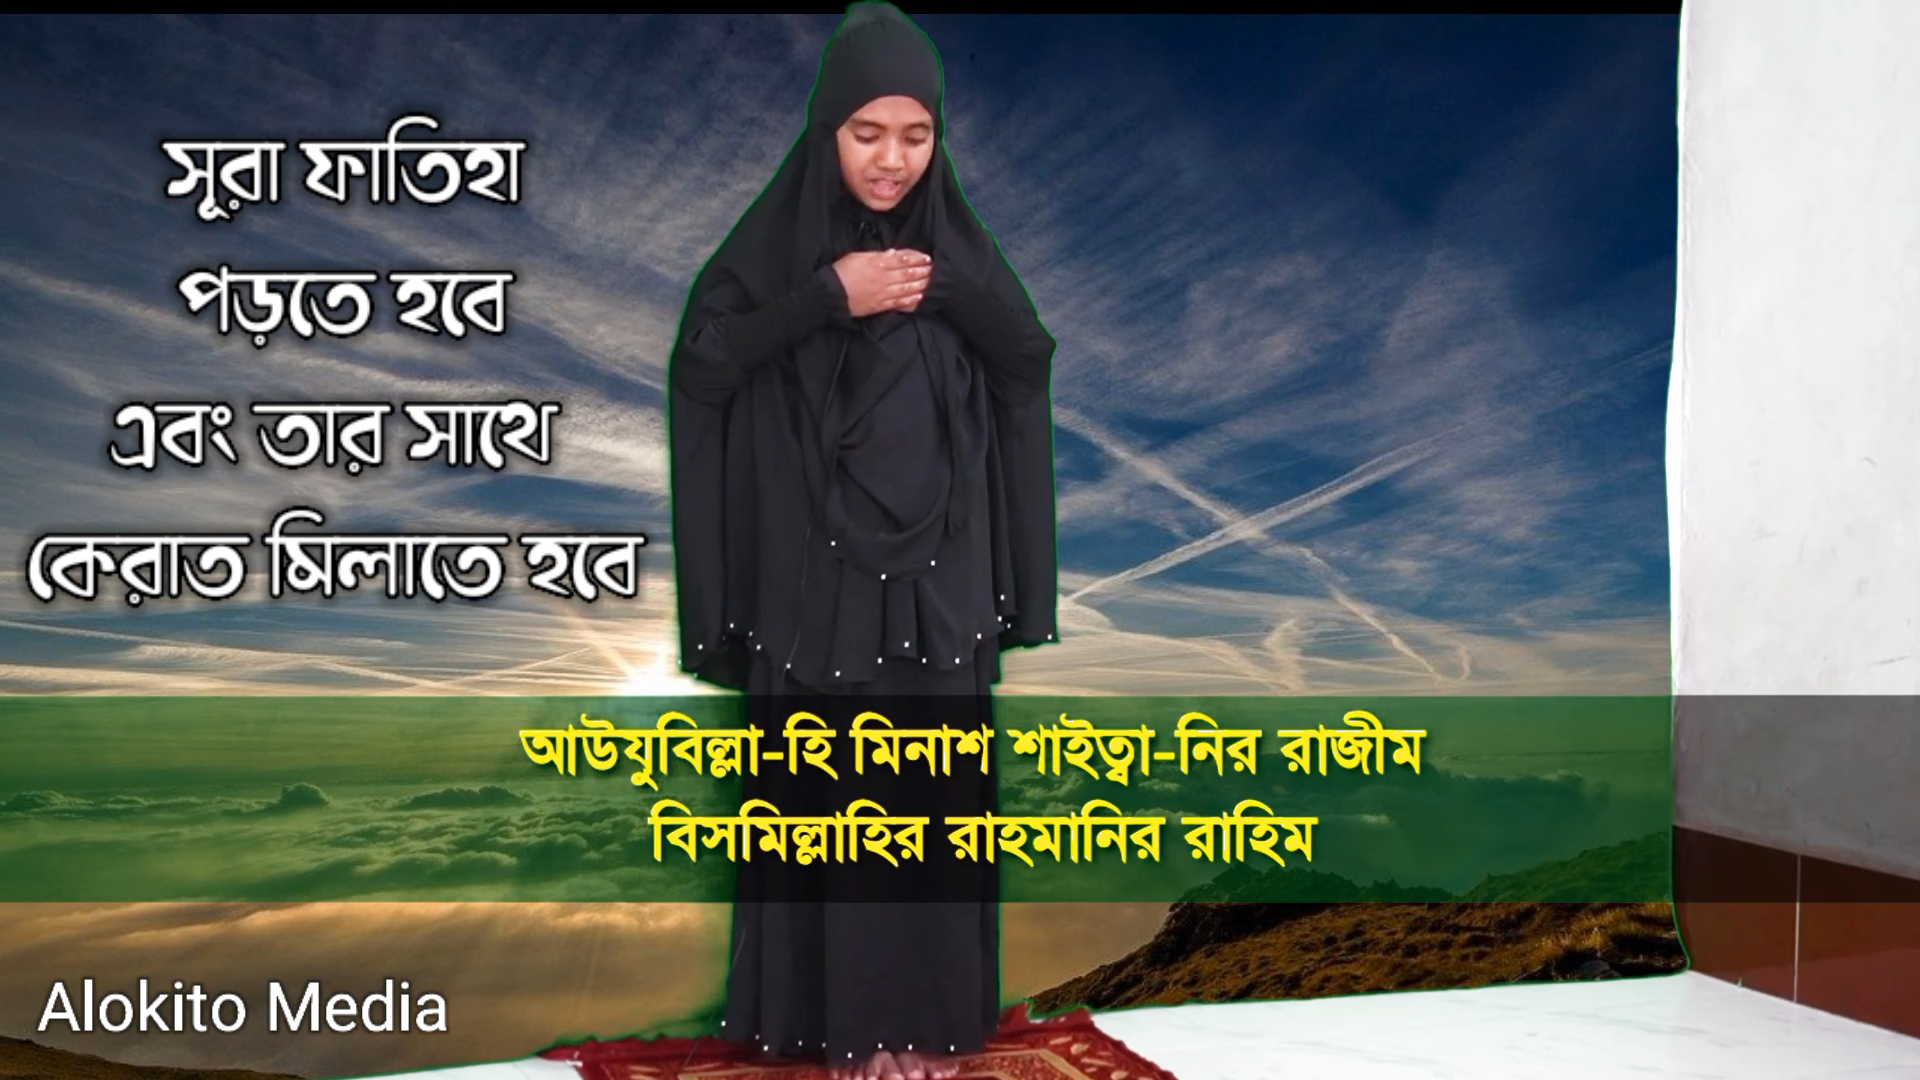 সূরা ফাতিহা
পড়তে হবে
এবং তার সাথে
কেরাত মিলাতে হবে
আউযুবিল্লা-হি মিনাশ শাইত্বা-নির রাজীম
বিসমিল্লাহির রাহমানির রাহিম
Alokito Media